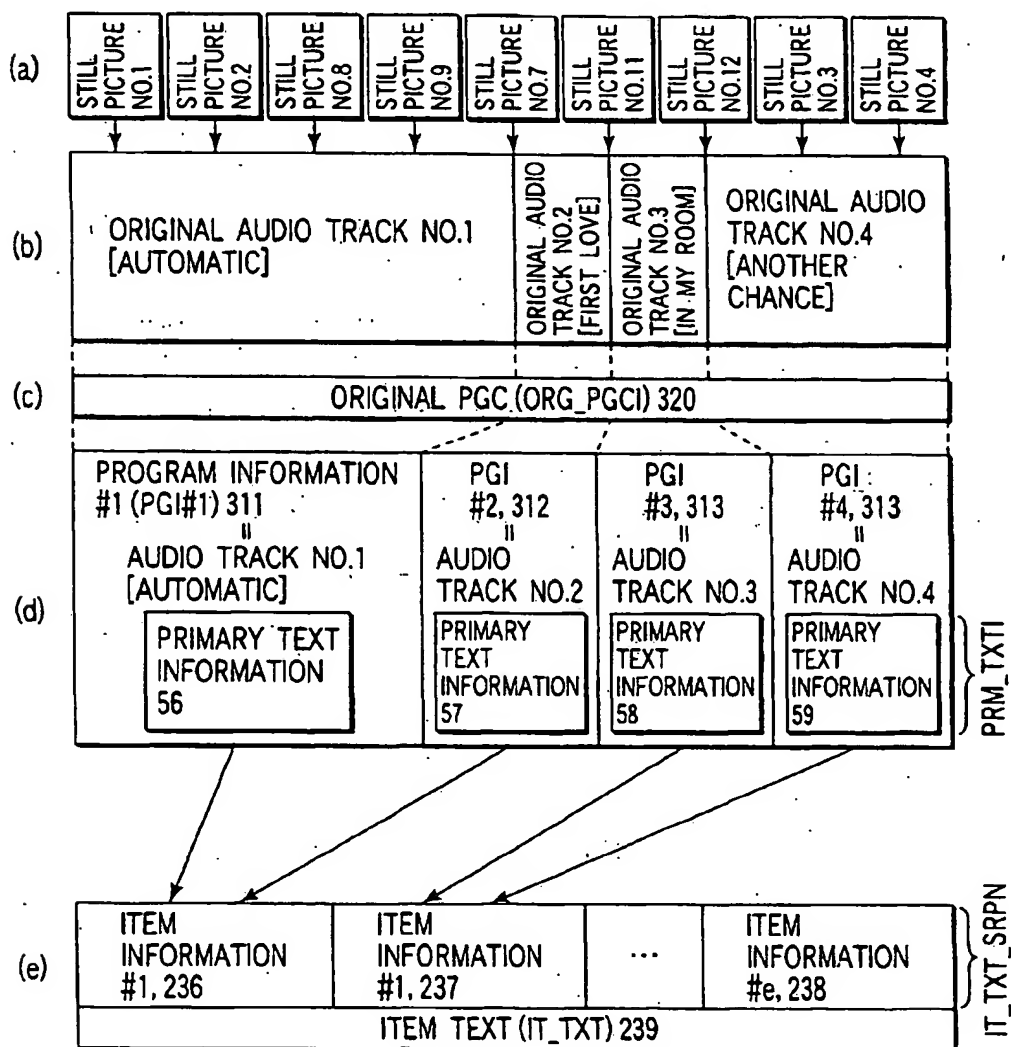 (a)
STILL
PICTURE
NO.1
STILL
PICTURE
NO.2
STILL
PICTURE
NO.8
STILL
PICTURE
NO.9
STILL
PICTURE
NO.7
STILL
PICTURE
NO.11
STILL
PICTURE
NO.12
STILL
PICTURE
NO.3
STILL
PICTURE
NO.4
(b)
ORIGINAL AUDIO TRACK NO.1
[AUTOMATIC]
ORIGINAL AUDIO
TRACK NO.2
[FIRST LOVE]
ORIGINAL AUDIO
TRACK NO.3
[IN MY ROOM]
ORIGINAL AUDIO
TRACK NO.4
[ANOTHER
CHANCE]
(c)
ORIGINAL PGC (ORG_PGCI) 320
(d)
PROGRAM INFORMATION
#1 (PGI#1) 311
=
AUDIO TRACK NO.1
[AUTOMATIC]
PRIMARY TEXT
INFORMATION
56
PGI
#2, 312
=
AUDIO
TRACK NO.2
PRIMARY
TEXT
INFORMATION
57
PGI
#3, 313
=
AUDIO
TRACK NO.3
PRIMARY
TEXT
INFORMATION
58
PGI
#4, 313
=
AUDIO
TRACK NO.4
PRIMARY
TEXT
INFORMATION
59
PRM_TXTI
(e)
ITEM
INFORMATION
#1, 236
ITEM
INFORMATION
#1, 237
...
ITEM
INFORMATION
#e, 238
IT_TXT_SRPN
ITEM TEXT (IT_TXT) 239